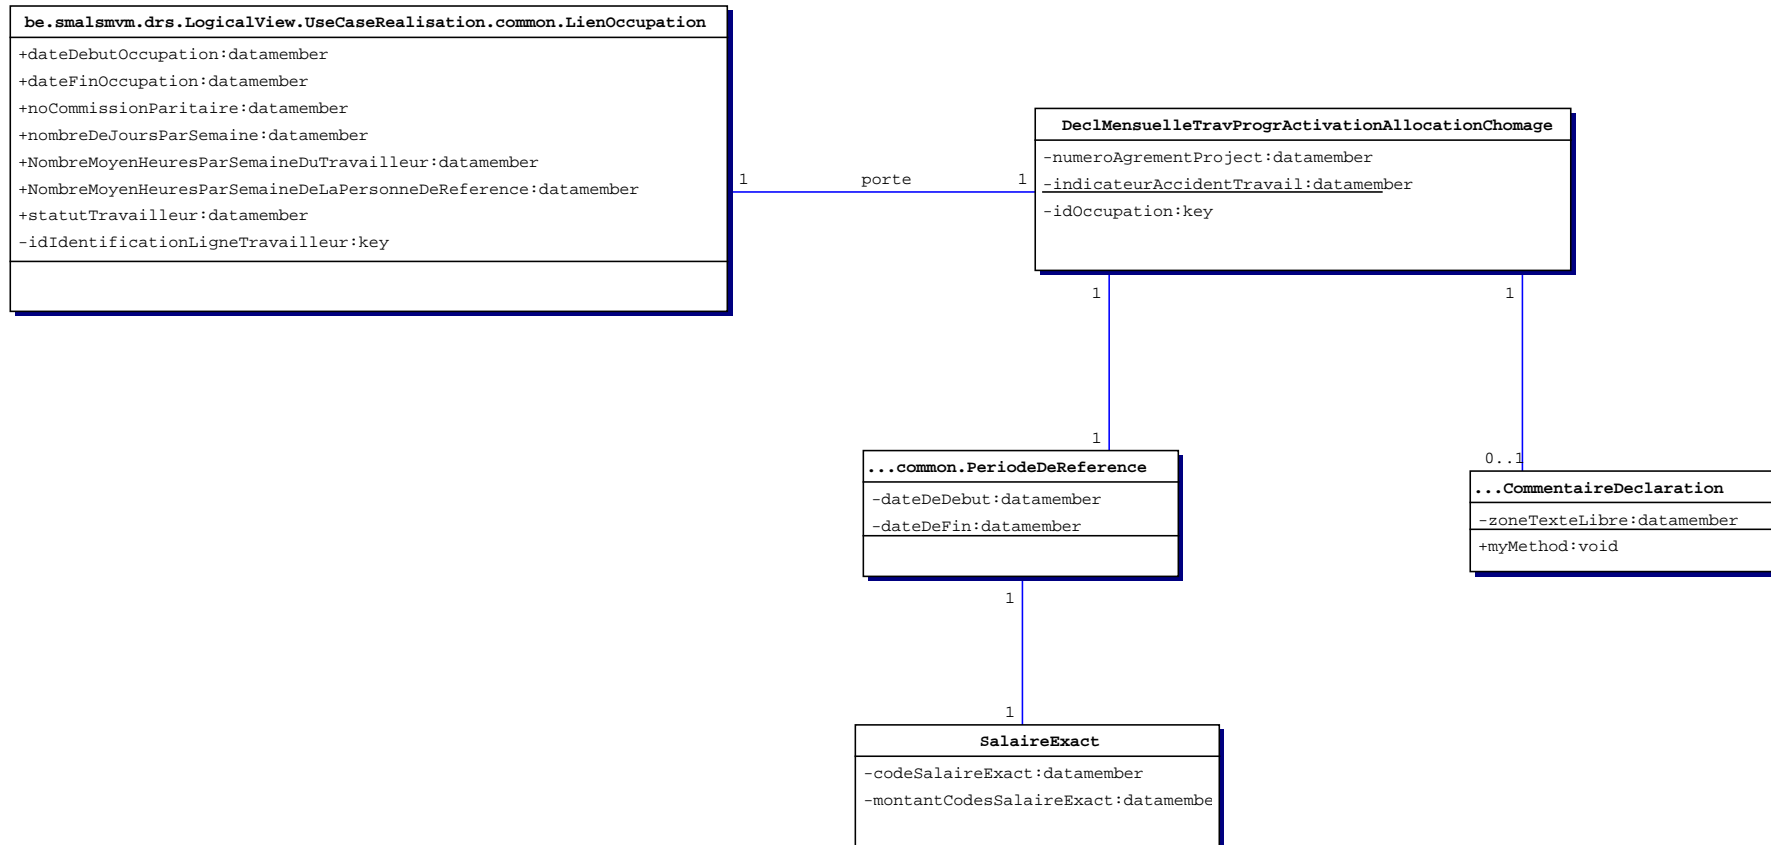 be.smalsmvm.drs.LogicalView.UseCaseRealisation.common.LienOccupation
+dateDebutOccupation:datamember
+dateFinOccupation:datamember
+noCommissionParitaire:datamember
+nombreDeJoursParSemaine:datamember
+NombreMoyenHeuresParSemaineDuTravailleur:datamember
+NombreMoyenHeuresParSemaineDeLaPersonneDeReference:datamember
+statutTravailleur:datamember
-idIdentificationLigneTravailleur:key
1
porte
1
DeclMensuelleTravProgrActivationAllocationChomage
-numeroAgrementProject:datamember
-indicateurAccidentTravail:datamember
-idOccupation:key
1
1
1
0..1
...common.PeriodeDeReference
-dateDeDebut:datamember
-dateDeFin:datamember
...CommentaireDeclaration
-zoneTexteLibre:datamember
+myMethod:void
1
1
SalaireExact
-codeSalaireExact:datamember
-montantCodesSalaireExact:datambe